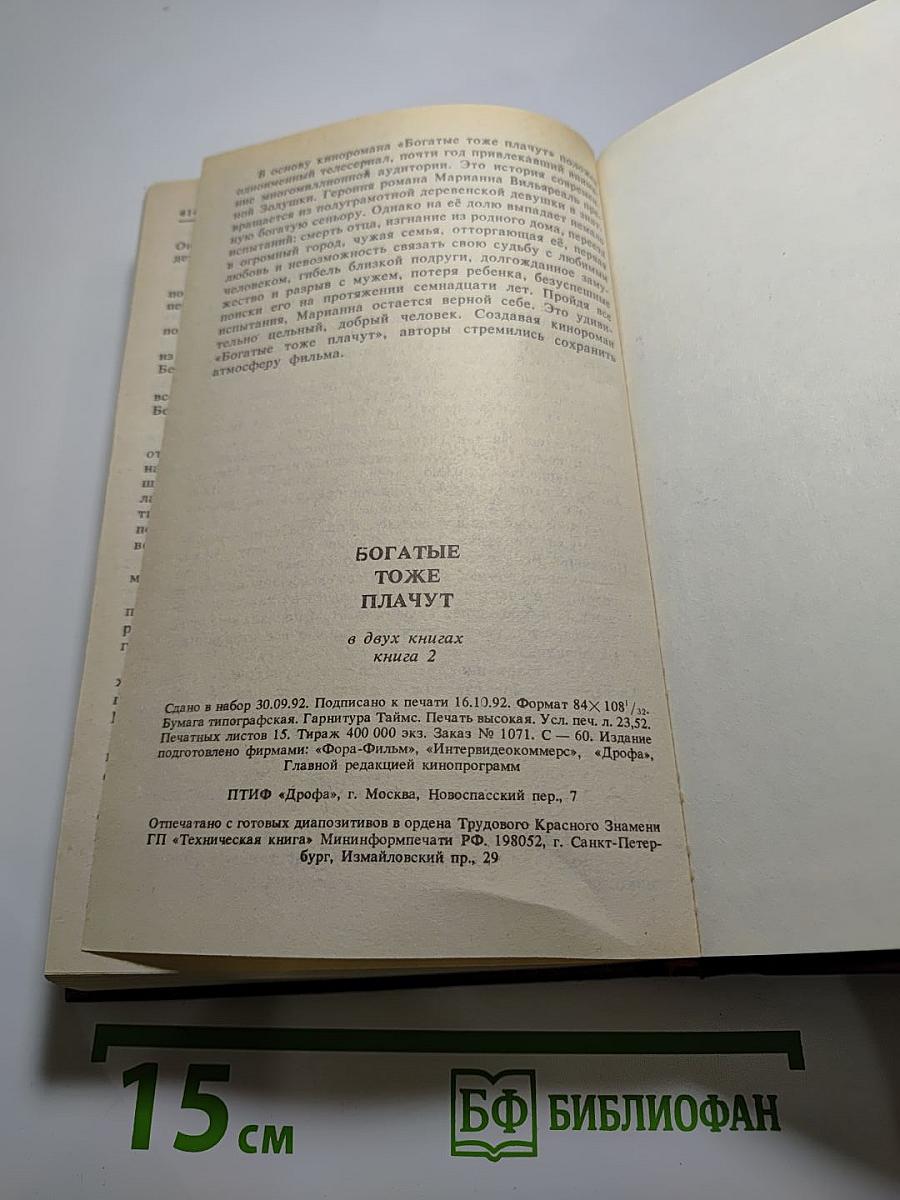 В основу киноромана «Богатые тоже плачут» положен
одноименный телесериал, почти год привлекавший внима-
ние многомиллионной аудитории. Это история современ-
ной Золушки. Героиня романа Марианна Вильяреаль пре-
вращается из полуграмотной деревенской девушки в знат-
ную богатую сеньору. Однако на её долю выпадает немало
испытаний: смерть отца, изгнание из родного дома, переезд
в огромный город, чужая семья, отторгающая её, первая
любовь и невозможность связать свою судьбу с любимым
человеком, гибель близкой подруги, долгожданное заму-
жество и разрыв с мужем, потеря ребенка, безуспешные
поиски его на протяжении семнадцати лет. Пройдя все
испытания, Марианна остается верной себе. Это удиви-
тельно цельный, добрый человек. Создавая кинороман
«Богатые тоже плачут», авторы стремились сохранить
атмосферу фильма.
БОГАТЫЕ
ТОЖЕ
ПЛАЧУТ
в двух книгах
книга 2
Сдано в набор 30.09.92. Подписано к печати 16.10.92. Формат 84×108¹/₃₂.
Бумага типографская. Гарнитура Таймс. Печать высокая. Усл. печ. л. 23,52.
Печатных листов 15. Тираж 400 000 экз. Заказ № 1071. С — 60. Издание
подготовлено фирмами: «Фора-Фильм», «Интервидеокоммерс», «Дрофа»,
Главной редакцией кинопрограмм
ПТИФ «Дрофа», г. Москва, Новоспасский пер., 7
Отпечатано с готовых диапозитивов в ордена Трудового Красного Знамени
ГП «Техническая книга» Мининформпечати РФ. 198052, г. Санкт-Петер-
бург, Измайловский пр., 29
15 см
БФ БИБЛИОФАН